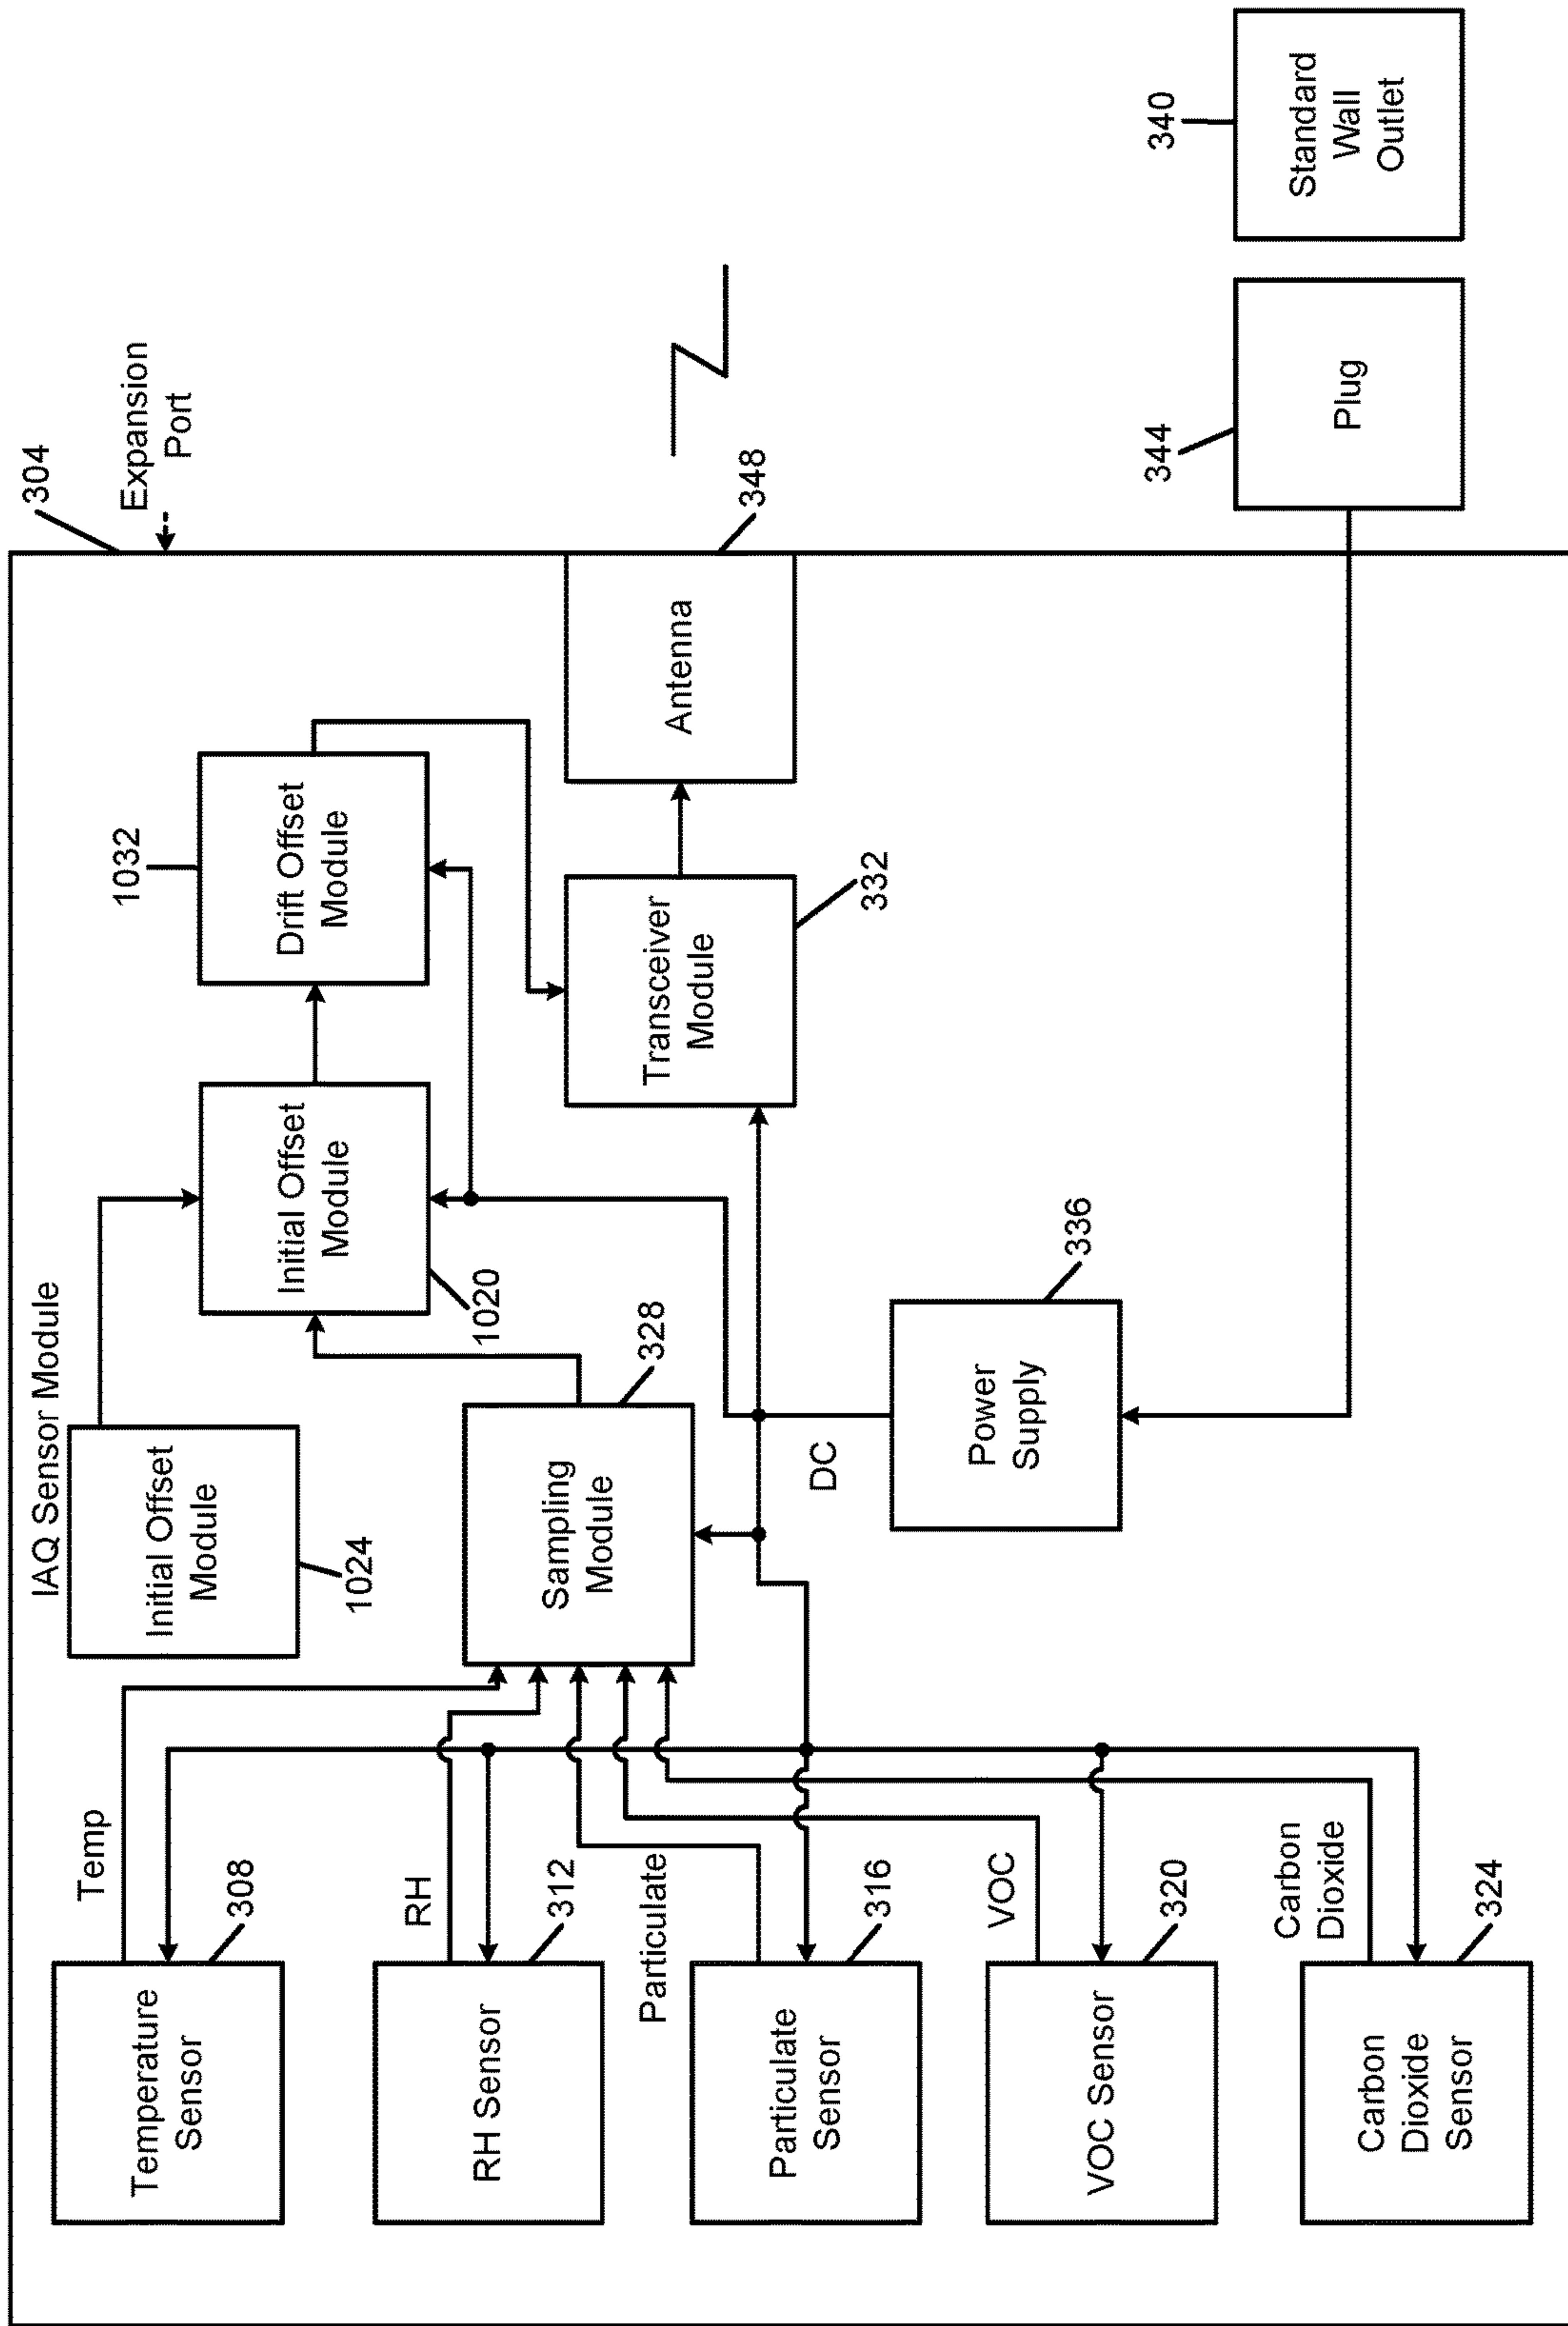 304
Expansion
Port
IAQ Sensor Module
Temperature
Sensor
308
Temp
RH Sensor
312
RH
Particulate
Sensor
316
Particulate
VOC Sensor
320
VOC
Carbon
Dioxide
Sensor
324
Carbon
Dioxide
Initial Offset
Module
1024
Sampling
Module
328
Initial Offset
Module
1020
Drift Offset
Module
1032
Transceiver
Module
332
Antenna
348
DC
Power
Supply
336
Plug
344
Standard
Wall
Outlet
340